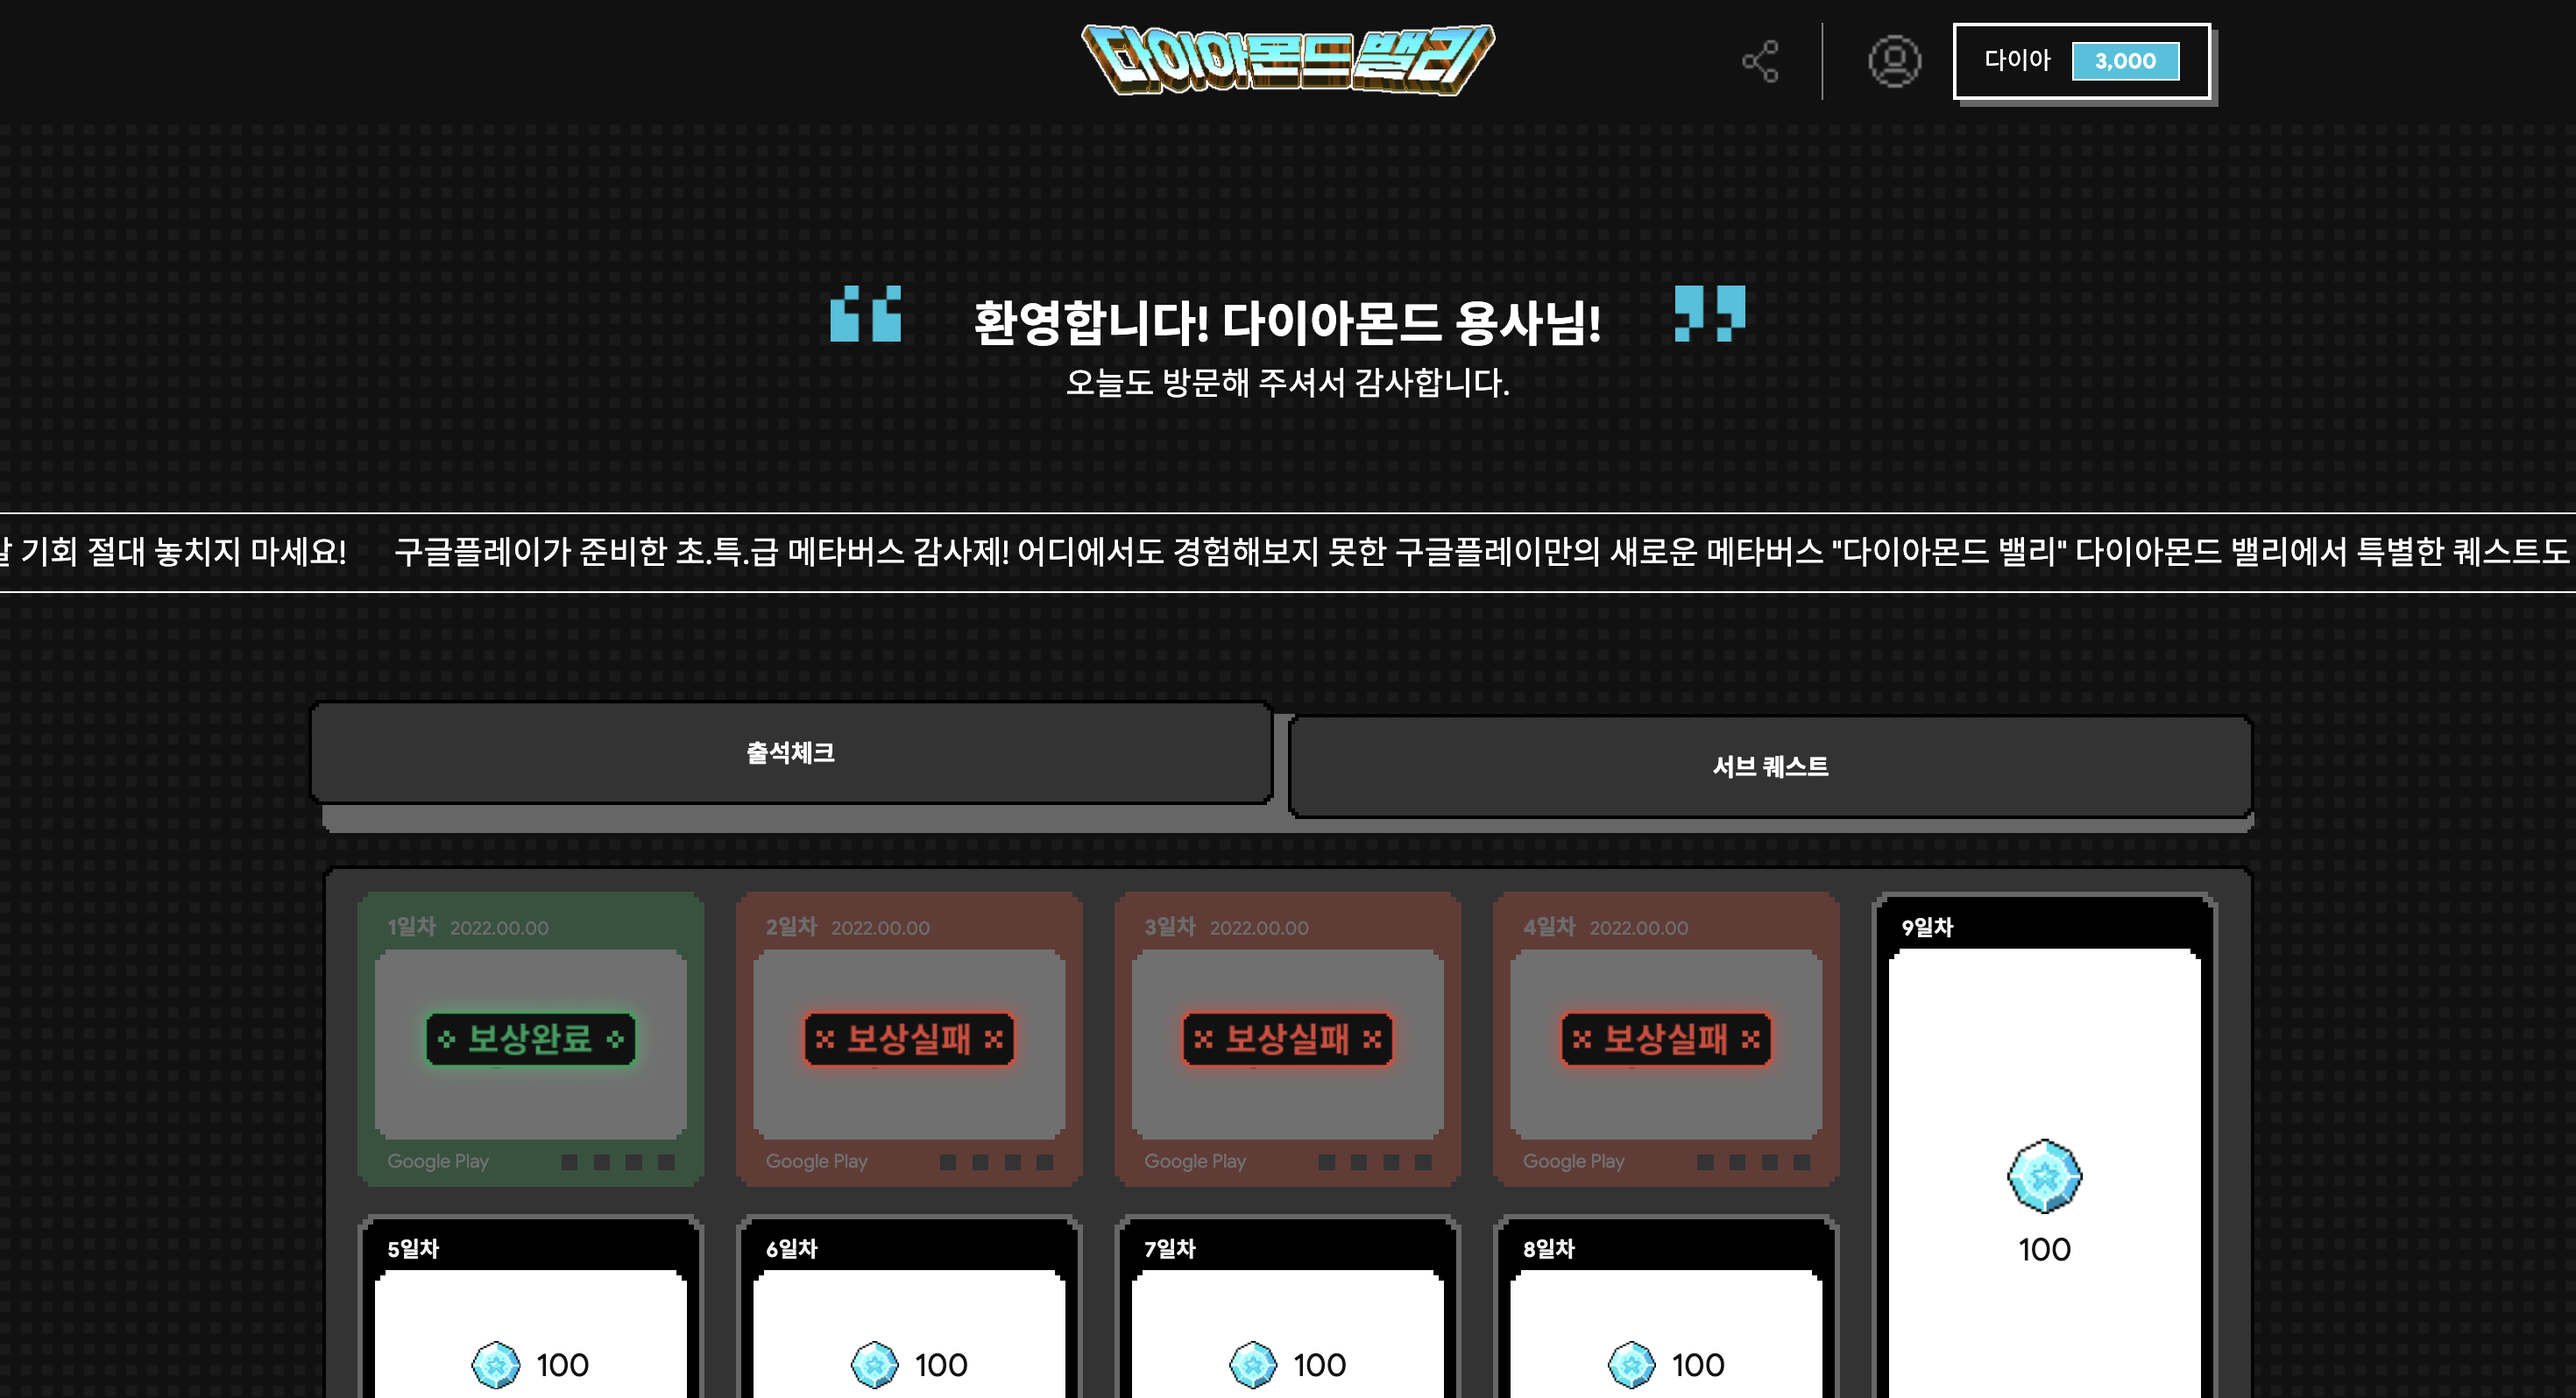 다이아몬드 밸리
다이아 3,000
환영합니다! 다이아몬드 용사님!
오늘도 방문해 주셔서 감사합니다.
기회 절대 놓치지 마세요! 구글플레이가 준비한 초.특.급 메타버스 감사제! 어디에서도 경험해보지 못한 구글플레이만의 새로운 메타버스 "다이아몬드 밸리" 다이아몬드 밸리에서 특별한 퀘스트도
출석체크
서브 퀘스트
1일차 2022.00.00
보상완료
Google Play
2일차 2022.00.00
보상실패
Google Play
3일차 2022.00.00
보상실패
Google Play
4일차 2022.00.00
보상실패
Google Play
9일차
100
5일차
100
6일차
100
7일차
100
8일차
100